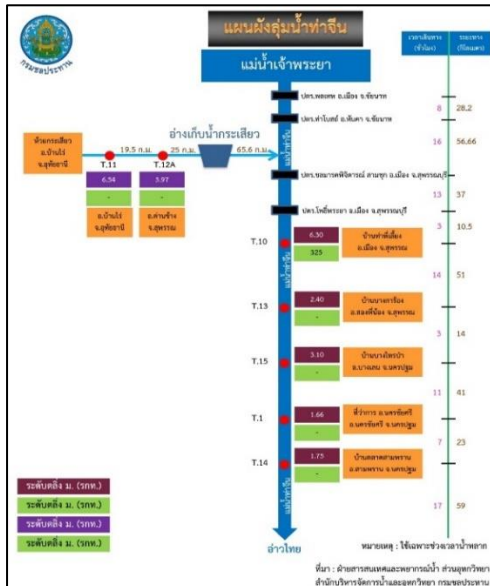 แผนผังลุ่มน้ำท่าจีน
กรมชลประทาน
แม่น้ำเจ้าพระยา
เวลาเดินทาง
(ชั่วโมง)
ระยะทาง
(กิโลเมตร)
ปตร.พลเทพ อ.เมือง จ.ชัยนาท
8 28.2
ปตร.ท่าโบสถ์ อ.หันคา จ.ชัยนาท
16 56.66
ห้วยกระเสียว
อ.บ้านไร่
จ.อุทัยธานี
19.5 ก.ม.
T.11
25 ก.ม.
T.12A
อ่างเก็บน้ำกระเสียว
65.6 ก.ม.
แม่น้ำท่าจีน
6.54
-
อ.บ้านไร่
จ.อุทัยธานี
3.97
-
อ.ด่านช้าง
จ.สุพรรณ
ปตร.ชลมารคพิจิตรณ์ สามชุก อ.เมือง จ.สุพรรณบุรี
13 37
ปตร.โพธิ์พระยา อ.เมือง จ.สุพรรณบุรี
3 10.5
T.10
6.30
325
บ้านท่าพี่เลี้ยง
อ.เมือง จ.สุพรรณ
แม่น้ำท่าจีน
14 51
T.13
2.40
-
อ.สองพี่น้อง จ.สุพรรณ
3 14
T.15
3.10
-
บ้านบางไทรป่า
อ.บางเลน จ.นครปฐม
11 41
T.1
1.66
-
ที่ว่าการ อ.นครชัยศรี
อ.นครชัยศรี จ.นครปฐม
7 23
T.14
1.75
-
บ้านตลาดสามพราน
อ.สามพราน จ.นครปฐม
17 59
แม่น้ำท่าจีน
อ่าวไทย
ระดับตลิ่ง ม. (รทก.)
ระดับตลิ่ง ม. (รทก.)
ระดับตลิ่ง ม. (รทก.)
ระดับตลิ่ง ม. (รทก.)
หมายเหตุ : ใช้เฉพาะช่วงเวลาน้ำหลาก
ที่มา : ฝ่ายสารสนเทศและพยากรณ์น้ำ ส่วนอุทกวิทยา
สำนักบริหารจัดการน้ำและอุทกวิทยา กรมชลประทาน